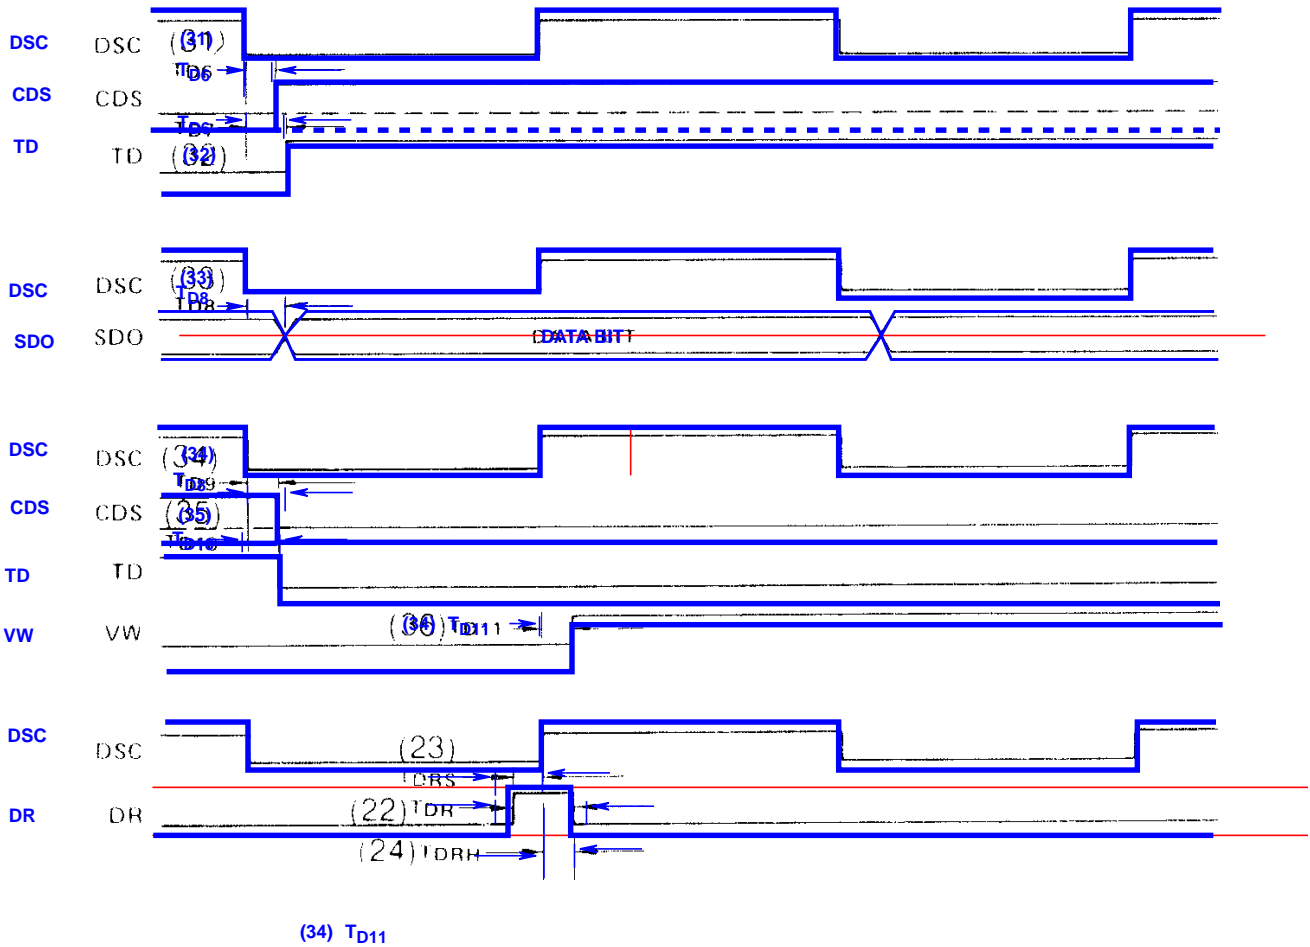 DSC DSC (31)
TD6
CDS CDS
TD6
TD TD (32)
DSC DSC (33)
TD8
SDO SDO DATA BIT
DSC DSC (34)
TD8
CDS CDS (35)
TD10
TD TD
VW VW (34) TD11
DSC DSC (23)
TDRS
DR DR (22) TDR
(24) TDRH
(34) TD11